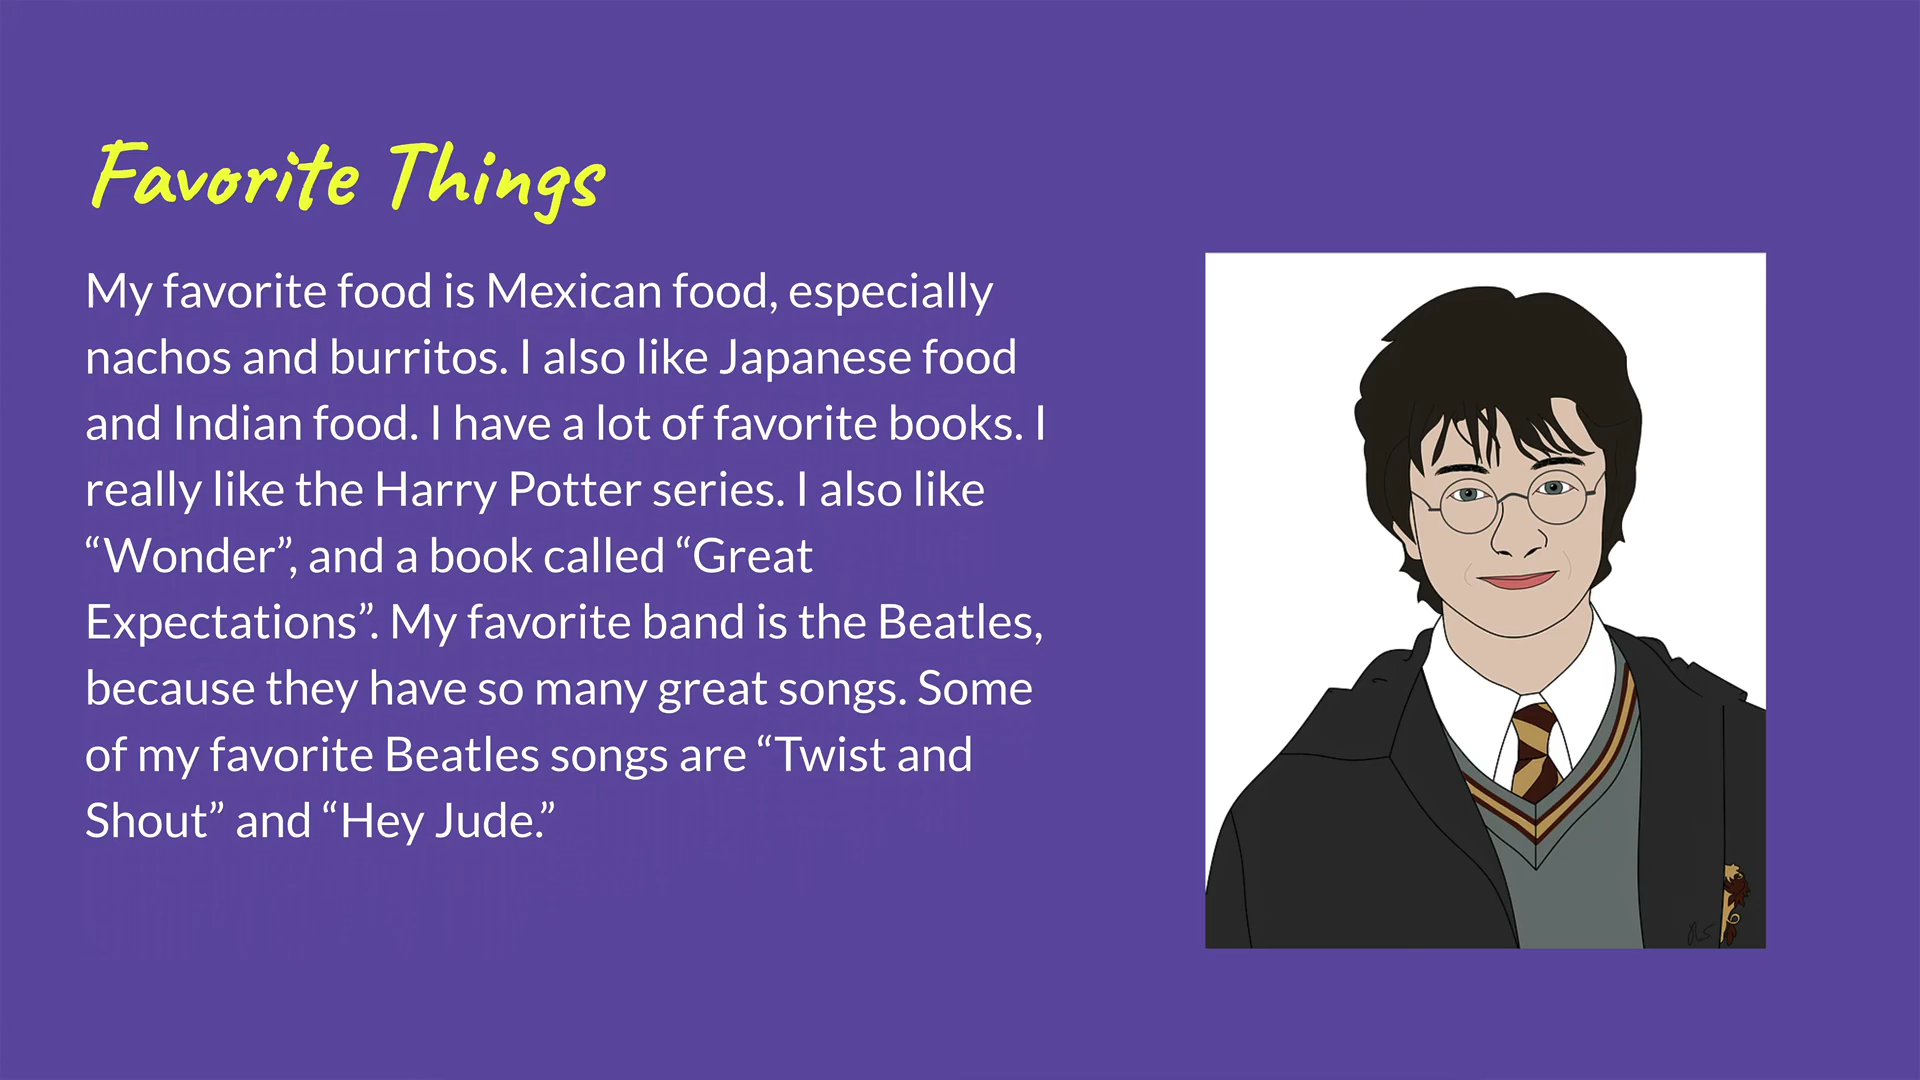 Favorite Things
My favorite food is Mexican food, especially
nachos and burritos. I also like Japanese food
and Indian food. I have a lot of favorite books. I
really like the Harry Potter series. I also like
“Wonder”, and a book called “Great
Expectations”. My favorite band is the Beatles,
because they have so many great songs. Some
of my favorite Beatles songs are “Twist and
Shout” and “Hey Jude.”